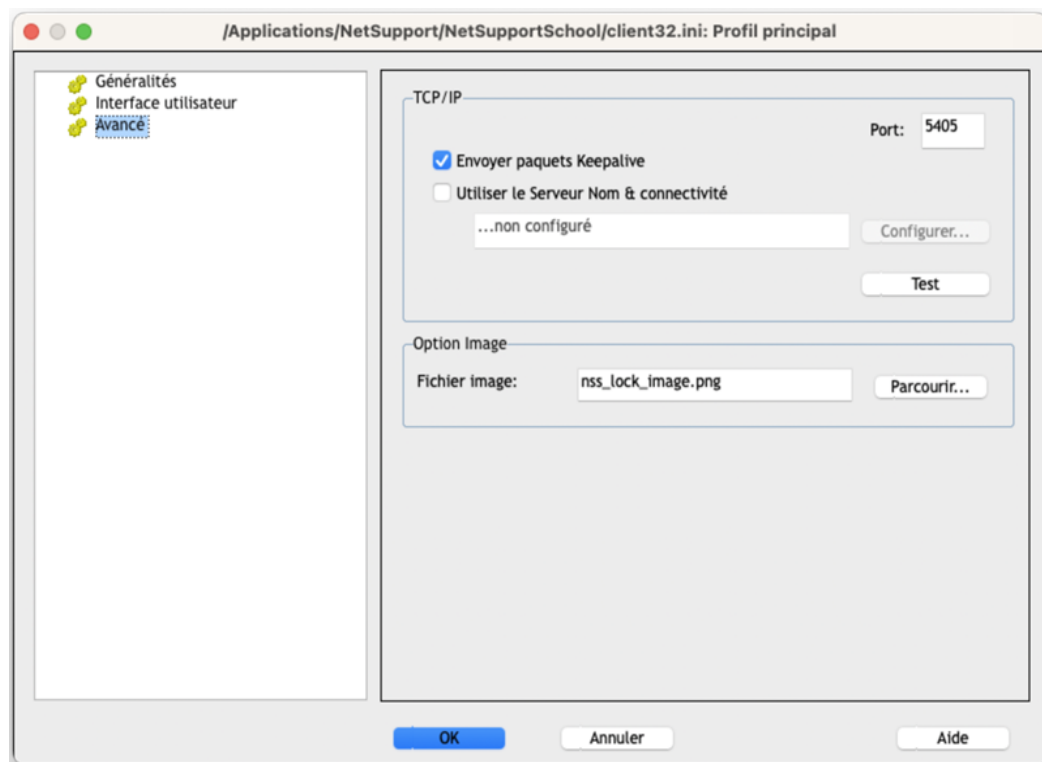 /Applications/NetSupport/NetSupportSchool/client32.ini: Profil principal
Généralités
Interface utilisateur
Avancé
TCP/IP
Port: 5405
Envoyer paquets Keepalive
Utiliser le Serveur Nom & connectivité
...non configuré
Configurer...
Test
Option Image
Fichier image: nss_lock_image.png Parcourir...
OK Annuler Aide